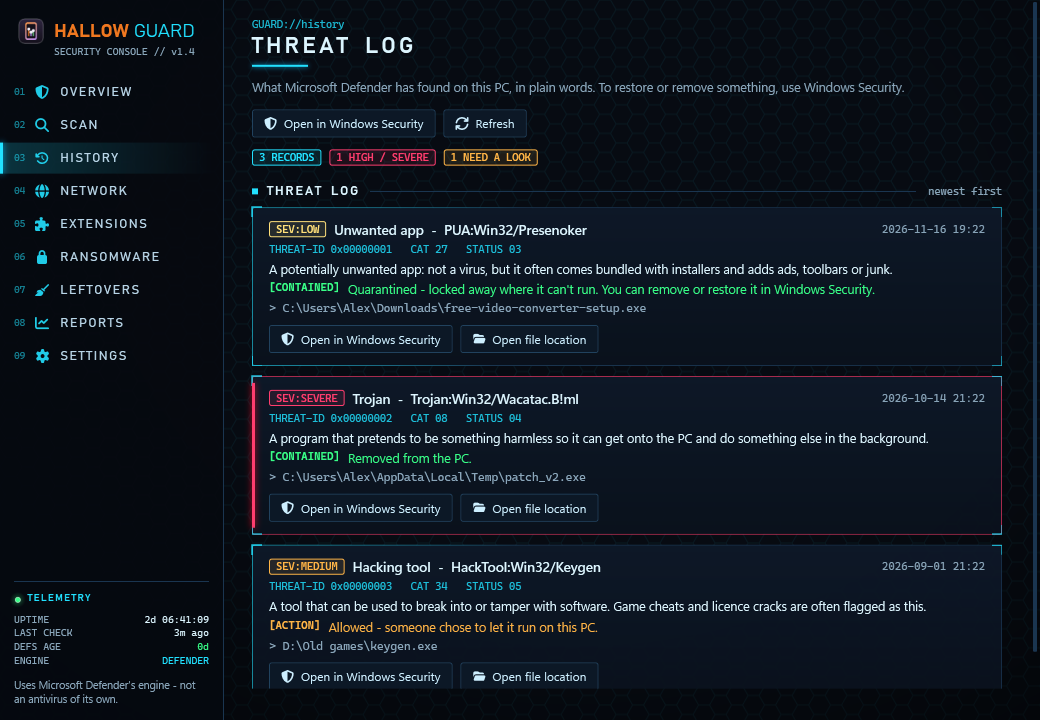 HALLOW GUARD
SECURITY CONSOLE // v1.4
01 OVERVIEW
02 SCAN
03 HISTORY
04 NETWORK
05 EXTENSIONS
06 RANSOMWARE
07 LEFTOVERS
08 REPORTS
09 SETTINGS
TELEMETRY
UPTIME 2d 06:41:09
LAST CHECK 3m ago
DEFS AGE 0d
ENGINE DEFENDER
Uses Microsoft Defender's engine - not
an antivirus of its own.
GUARD://history
THREAT LOG
What Microsoft Defender has found on this PC, in plain words. To restore or remove something, use Windows Security.
Open in Windows Security Refresh
3 RECORDS 1 HIGH / SEVERE 1 NEED A LOOK
THREAT LOG newest first
SEV:LOW Unwanted app - PUA:Win32/Presenoker 2026-11-16 19:22
THREAT-ID 0x00000001 CAT 27 STATUS 03
A potentially unwanted app: not a virus, but it often comes bundled with installers and adds ads, toolbars or junk.
[CONTAINED] Quarantined - locked away where it can't run. You can remove or restore it in Windows Security.
> C:\Users\Alex\Downloads\free-video-converter-setup.exe
Open in Windows Security Open file location
SEV:SEVERE Trojan - Trojan:Win32/Wacatac.B!ml 2026-10-14 21:22
THREAT-ID 0x00000002 CAT 08 STATUS 04
A program that pretends to be something harmless so it can get onto the PC and do something else in the background.
[CONTAINED] Removed from the PC.
> C:\Users\Alex\AppData\Local\Temp\patch_v2.exe
Open in Windows Security Open file location
SEV:MEDIUM Hacking tool - HackTool:Win32/Keygen 2026-09-01 21:22
THREAT-ID 0x00000003 CAT 34 STATUS 05
A tool that can be used to break into or tamper with software. Game cheats and licence cracks are often flagged as this.
[ACTION] Allowed - someone chose to let it run on this PC.
> D:\Old games\keygen.exe
Open in Windows Security Open file location